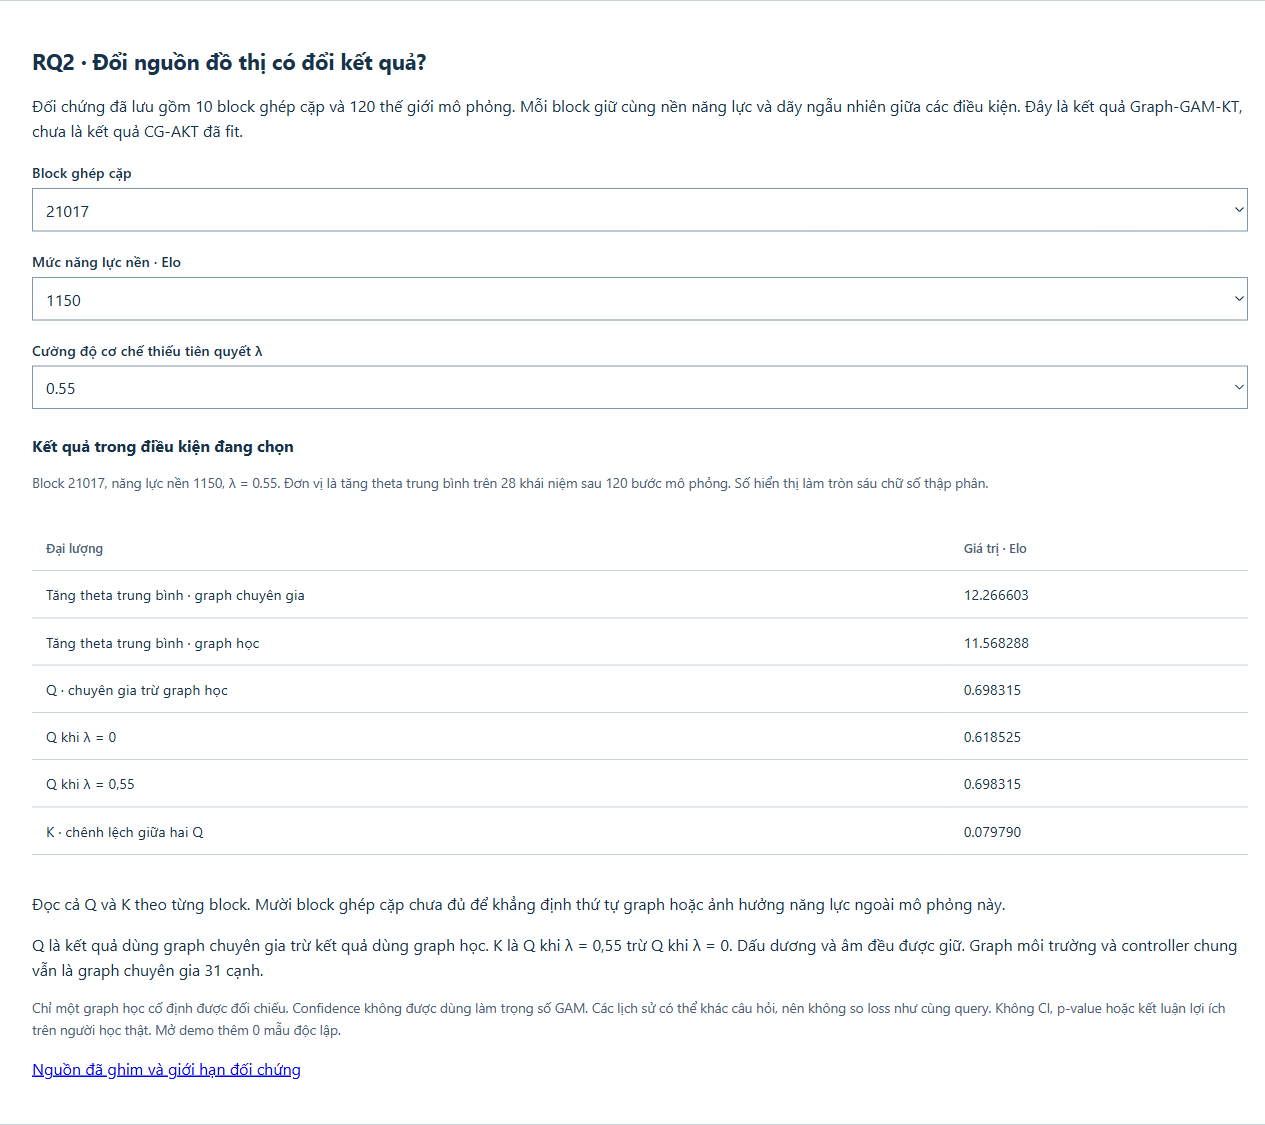 RQ2 · Đổi nguồn đồ thị có đổi kết quả?
Đối chứng đã lưu gồm 10 block ghép cặp và 120 thế giới mô phỏng. Mỗi block giữ cùng nền năng lực và dãy ngẫu nhiên giữa các điều kiện. Đây là kết quả Graph-GAM-KT,
chưa là kết quả CG-AKT đã fit.
Block ghép cặp
21017
Mức năng lực nền · Elo
1150
Cường độ cơ chế thiếu tiên quyết λ
0.55
Kết quả trong điều kiện đang chọn
Block 21017, năng lực nền 1150, λ = 0.55. Đơn vị là tăng theta trung bình trên 28 khái niệm sau 120 bước mô phỏng. Số hiển thị làm tròn sáu chữ số thập phân.
Đại lượng Giá trị · Elo
Tăng theta trung bình · graph chuyên gia 12.266603
Tăng theta trung bình · graph học 11.568288
Q · chuyên gia trừ graph học 0.698315
Q khi λ = 0 0.618525
Q khi λ = 0,55 0.698315
K · chênh lệch giữa hai Q 0.079790
Đọc cả Q và K theo từng block. Mười block ghép cặp chưa đủ để khẳng định thứ tự graph hoặc ảnh hưởng năng lực ngoài mô phỏng này.
Q là kết quả dùng graph chuyên gia trừ kết quả dùng graph học. K là Q khi λ = 0,55 trừ Q khi λ = 0. Dấu dương và âm đều được giữ. Graph môi trường và controller chung
vẫn là graph chuyên gia 31 cạnh.
Chỉ một graph học cố định được đối chiếu. Confidence không được dùng làm trọng số GAM. Các lịch sử có thể khác câu hỏi, nên không so loss như cùng query. Không CI, p-value hoặc kết luận lợi ích
trên người học thật. Mở demo thêm 0 mẫu độc lập.
Nguồn đã ghim và giới hạn đối chứng